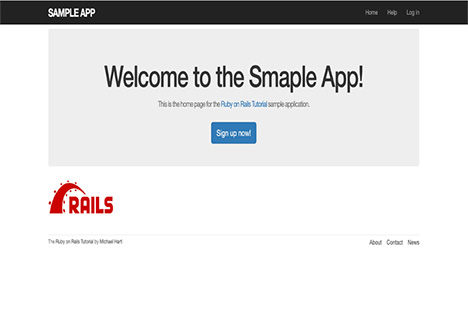 SAMPLE APP Home Help Log In
Welcome to the Smaple App!
This is the home page for the Ruby on Rails Tutorial sample application.
Sign up now!
RAILS
The Ruby on Rails Tutorial by Michael Hartl About Contact News